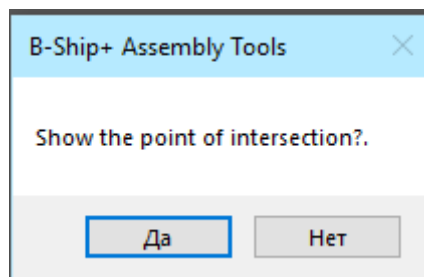 B-Ship+ Assembly Tools
Show the point of intersection?.
Да
Нет